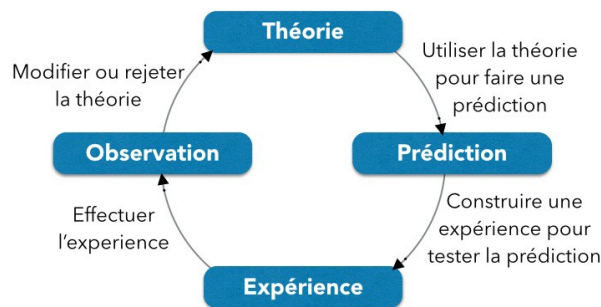 Théorie
Utiliser la théorie
pour faire une
prédiction
Prédiction
Construire une
expérience pour
tester la prédiction
Expérience
Effectuer
l'experience
Observation
Modifier ou rejeter
la théorie